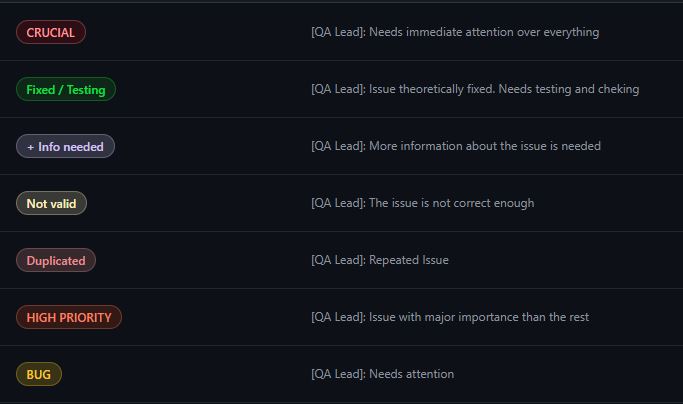 CRUCIAL [QA Lead]: Needs immediate attention over everything
Fixed / Testing [QA Lead]: Issue theoretically fixed. Needs testing and cheking
+ Info needed [QA Lead]: More information about the issue is needed
Not valid [QA Lead]: The issue is not correct enough
Duplicated [QA Lead]: Repeated Issue
HIGH PRIORITY [QA Lead]: Issue with major importance than the rest
BUG [QA Lead]: Needs attention